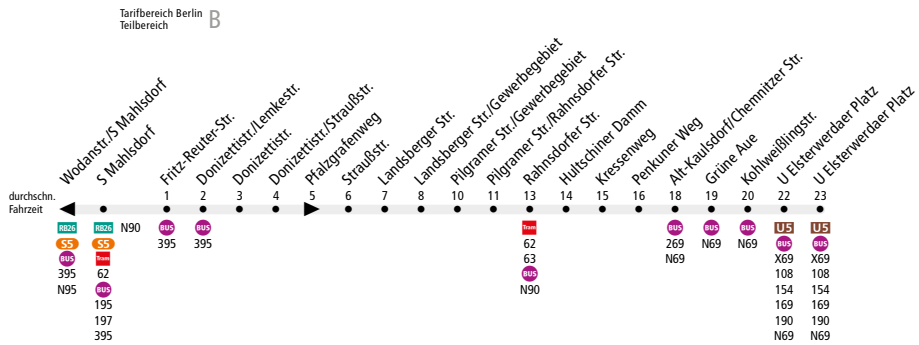 Tarifbereich Berlin
Teilbereich
B
Wodanstr./S Mahlsdorf
S Mahlsdorf
Fritz-Reuter-Str.
Donizettistr./Lemkestr.
Donizettistr.
Donizettistr./Straußstr.
Pfalzgrafenweg
Straußstr.
Landsberger Str.
Landsberger Str./Gewerbegebiet
Pilgramer Str./Gewerbegebiet
Pilgramer Str./Rahnsdorfer Str.
Rahnsdorfer Str.
Hultschiner Damm
Kressenweg
Penkuner Weg
Alt-Kaulsdorf/Chemnitzer Str.
Grüne Aue
Kohlweißlingstr.
U Elsterwerdaer Platz
U Elsterwerdaer Platz
durchschn. 1 2 3 4 5 6 7 8 10 11 13 14 15 16 18 19 20 22 23
Fahrzeit
RB26 RB26 N90 BUS BUS Tram BUS BUS BUS U5 U5
S5 S5 395 395 62 269 N69 N69 BUS BUS
BUS Tram 63 N69 X69 X69
395 62 BUS 108 108
N95 BUS N90 154 154
195 169 169
197 190 190
395 N69 N69